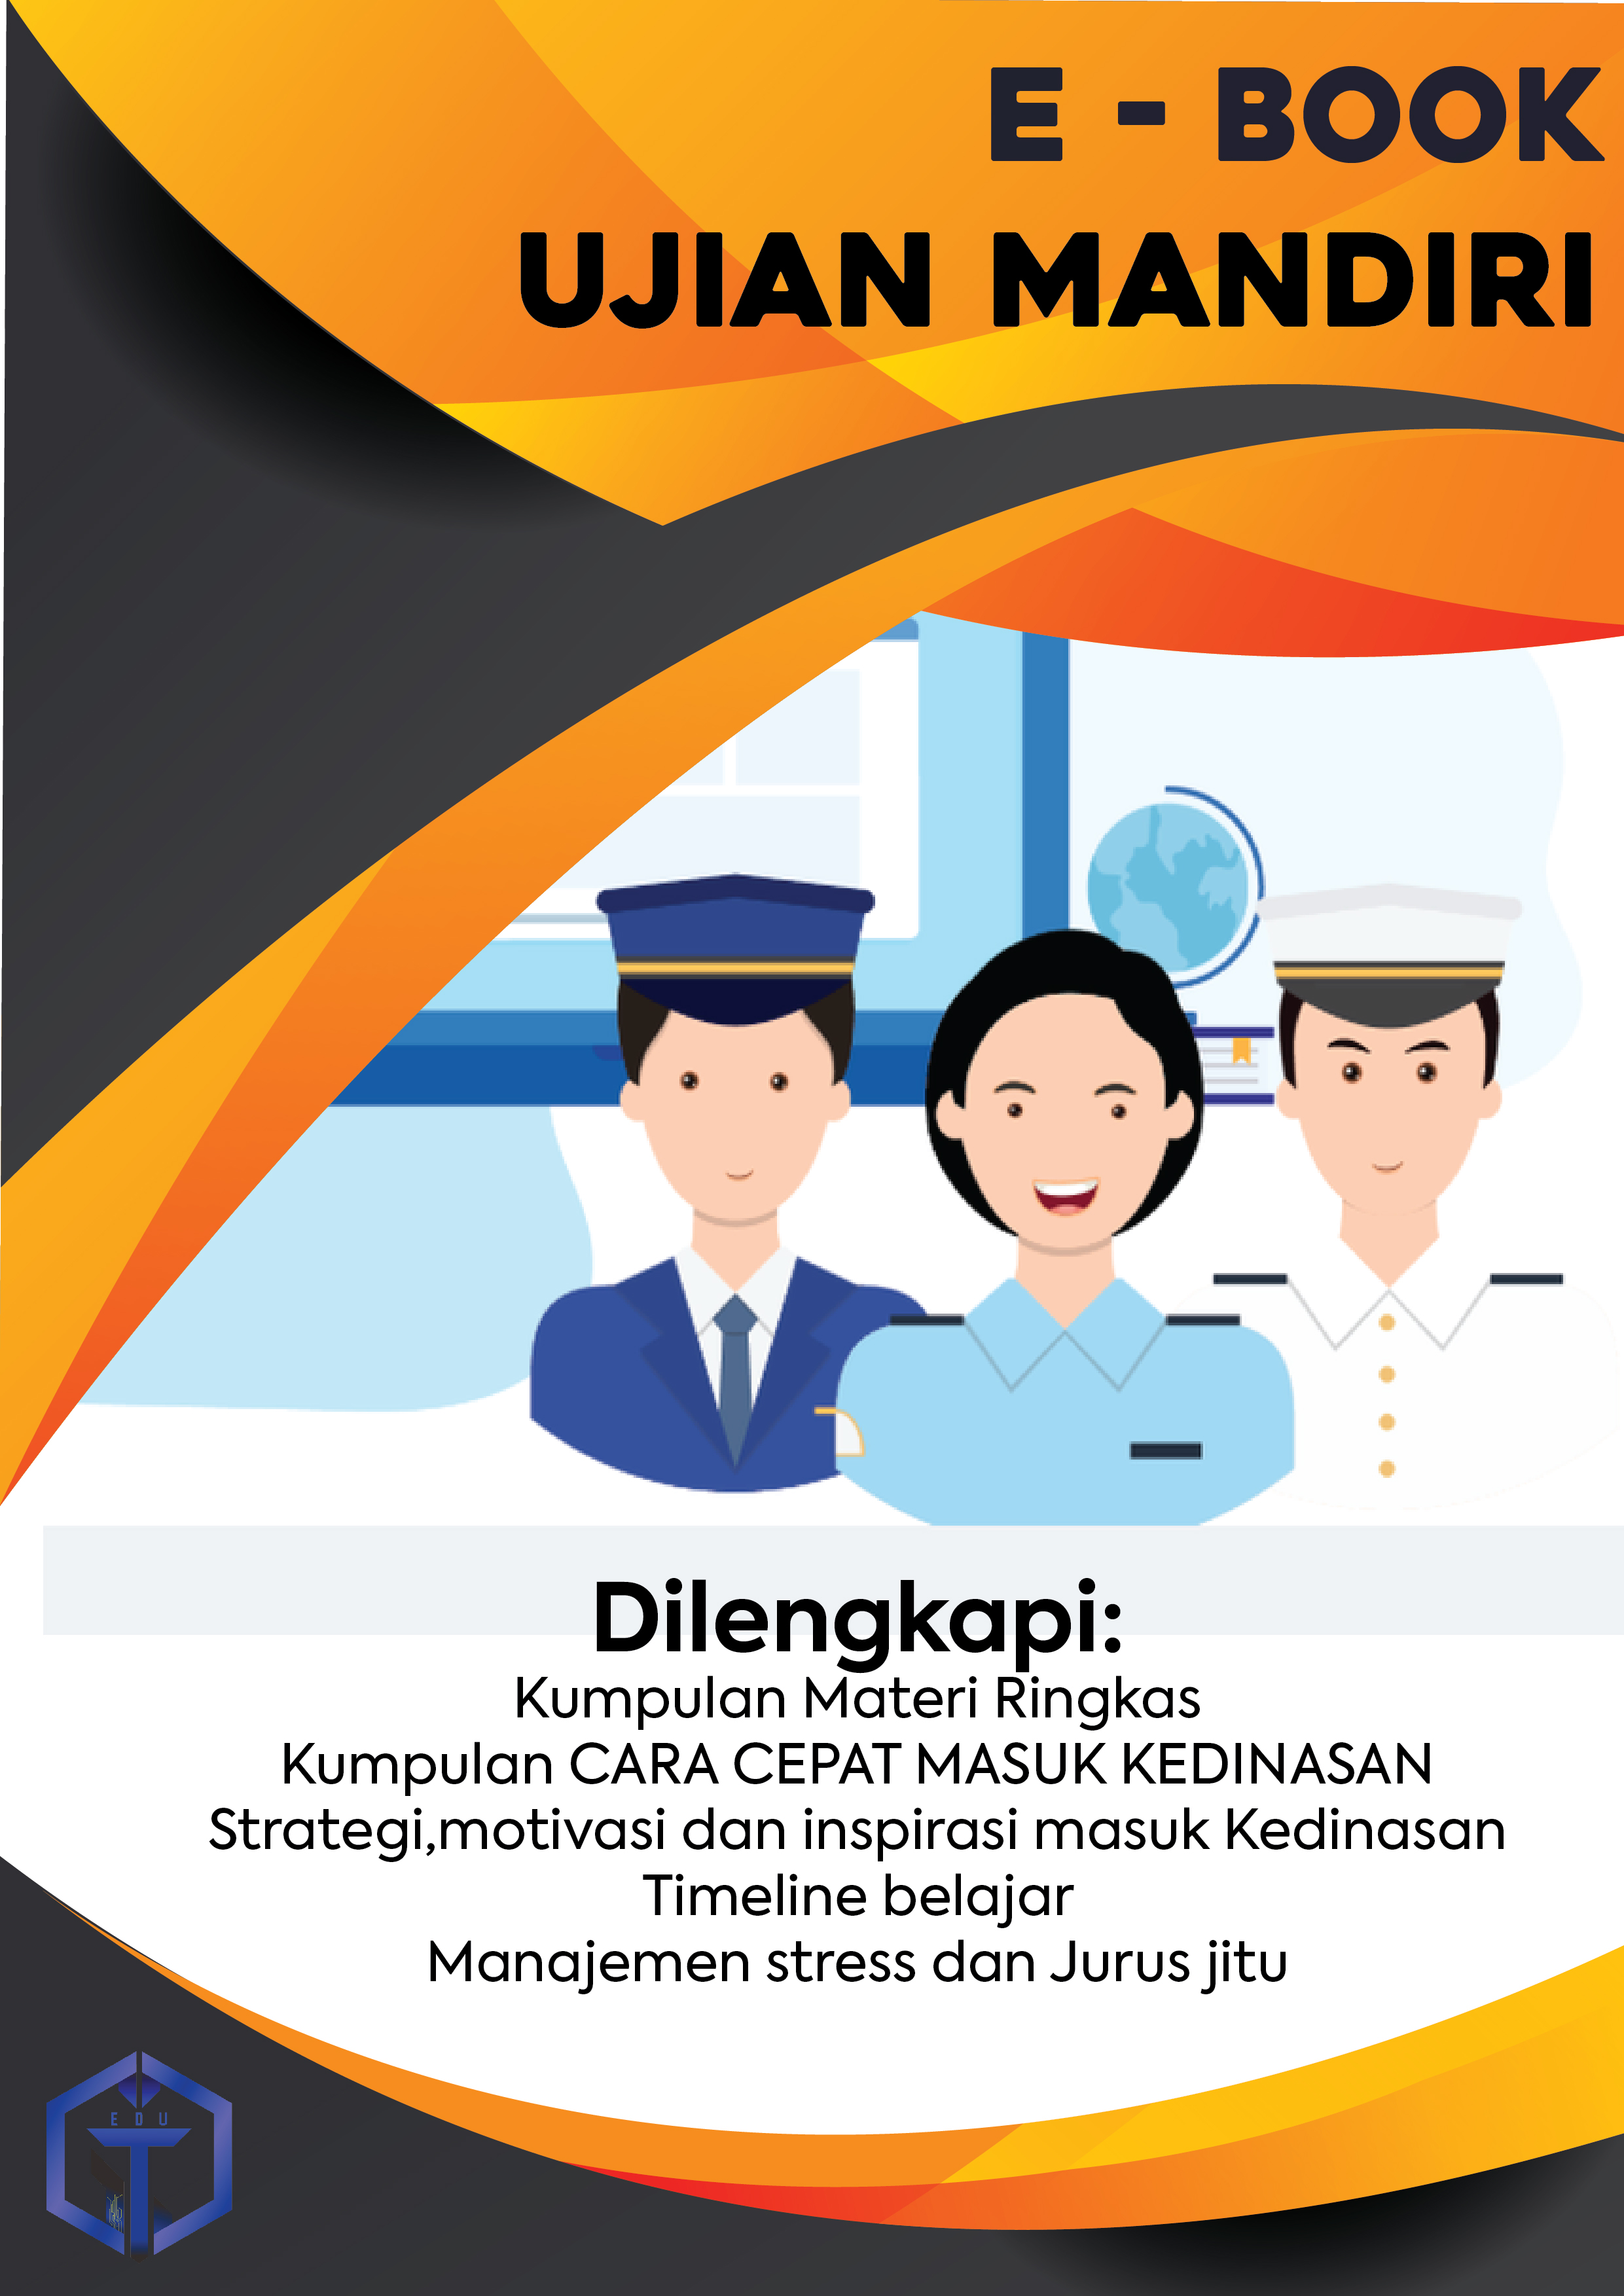 E - BOOK
UJIAN MANDIRI
Dilengkapi:
Kumpulan Materi Ringkas
Kumpulan CARA CEPAT MASUK KEDINASAN
Strategi,motivasi dan inspirasi masuk Kedinasan
Timeline belajar
Manajemen stress dan Jurus jitu
EDU